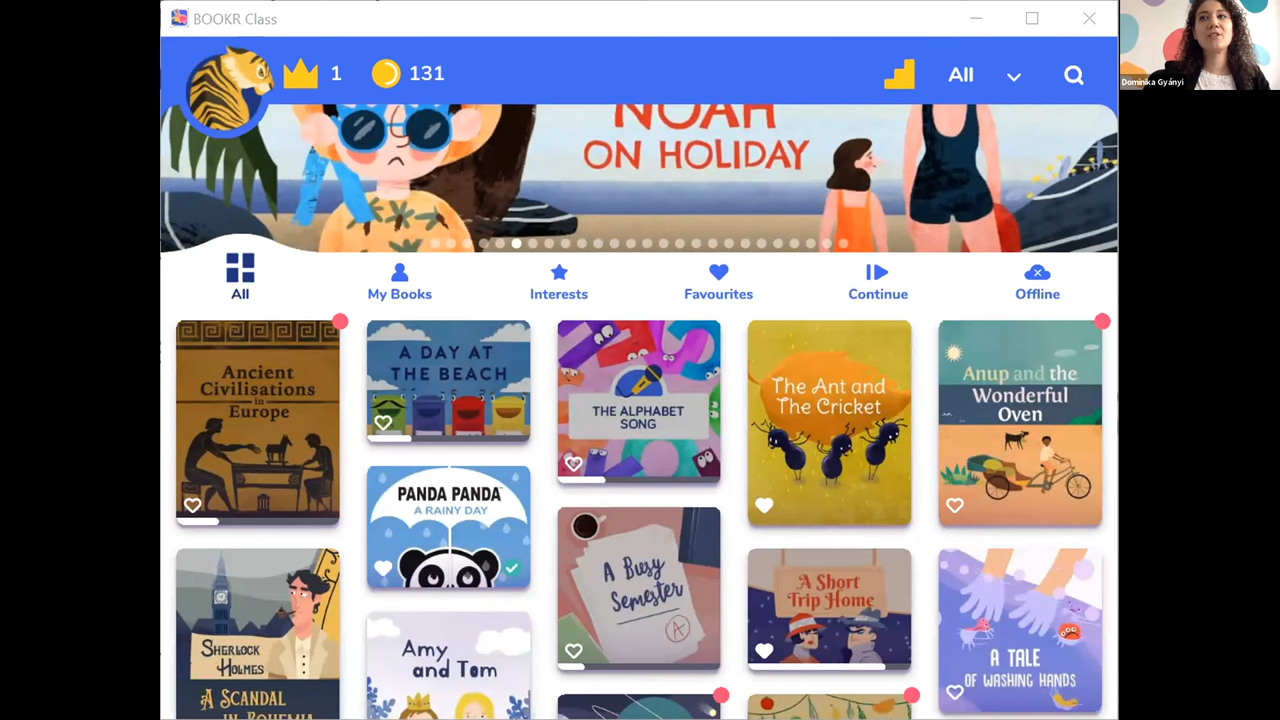 BOOKR Class
1
131
All
Dominika Gyányi
NOAH
ON HOLIDAY
All
My Books
Interests
Favourites
Continue
Offline
Ancient
Civilisations
in
Europe
A DAY AT
THE BEACH
THE ALPHABET
SONG
The Ant and
The Cricket
Anup and the
Wonderful
Oven
PANDA PANDA
A RAINY DAY
A Busy
Semester
A
A Short
Trip Home
A TALE
OF WASHING HANDS
SHERLOCK
HOLMES
A SCANDAL
IN BOHEMIA
Amy
and Tom